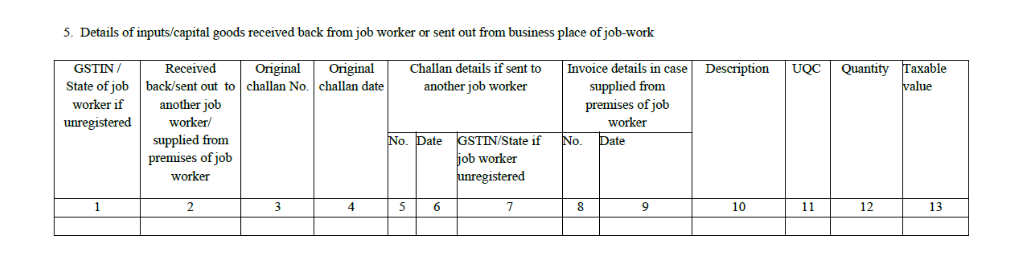 5. Details of inputs/capital goods received back from job worker or sent out from business place of job-work
GSTIN /
State of job
worker if
unregistered
Received
back/sent out to
another job
worker/
supplied from
premises of job
worker
Original
challan No.
Original
challan date
Challan details if sent to
another job worker
Invoice details in case
supplied from
premises of job
worker
Description
UQC
Quantity
Taxable
value
No.
Date
GSTIN/State if
job worker
unregistered
No.
Date
1 2 3 4 5 6 7 8 9 10 11 12 13